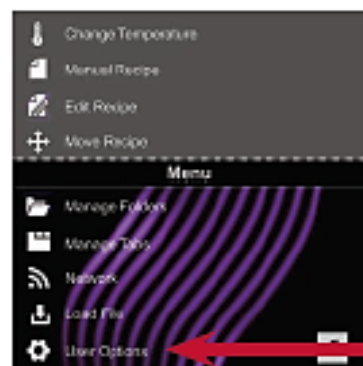 Change Temperature
Manual Recipe
Edit Recipe
Move Recipe
Menu
Manage Folders
Manage Tabs
Network
Load File
User Options